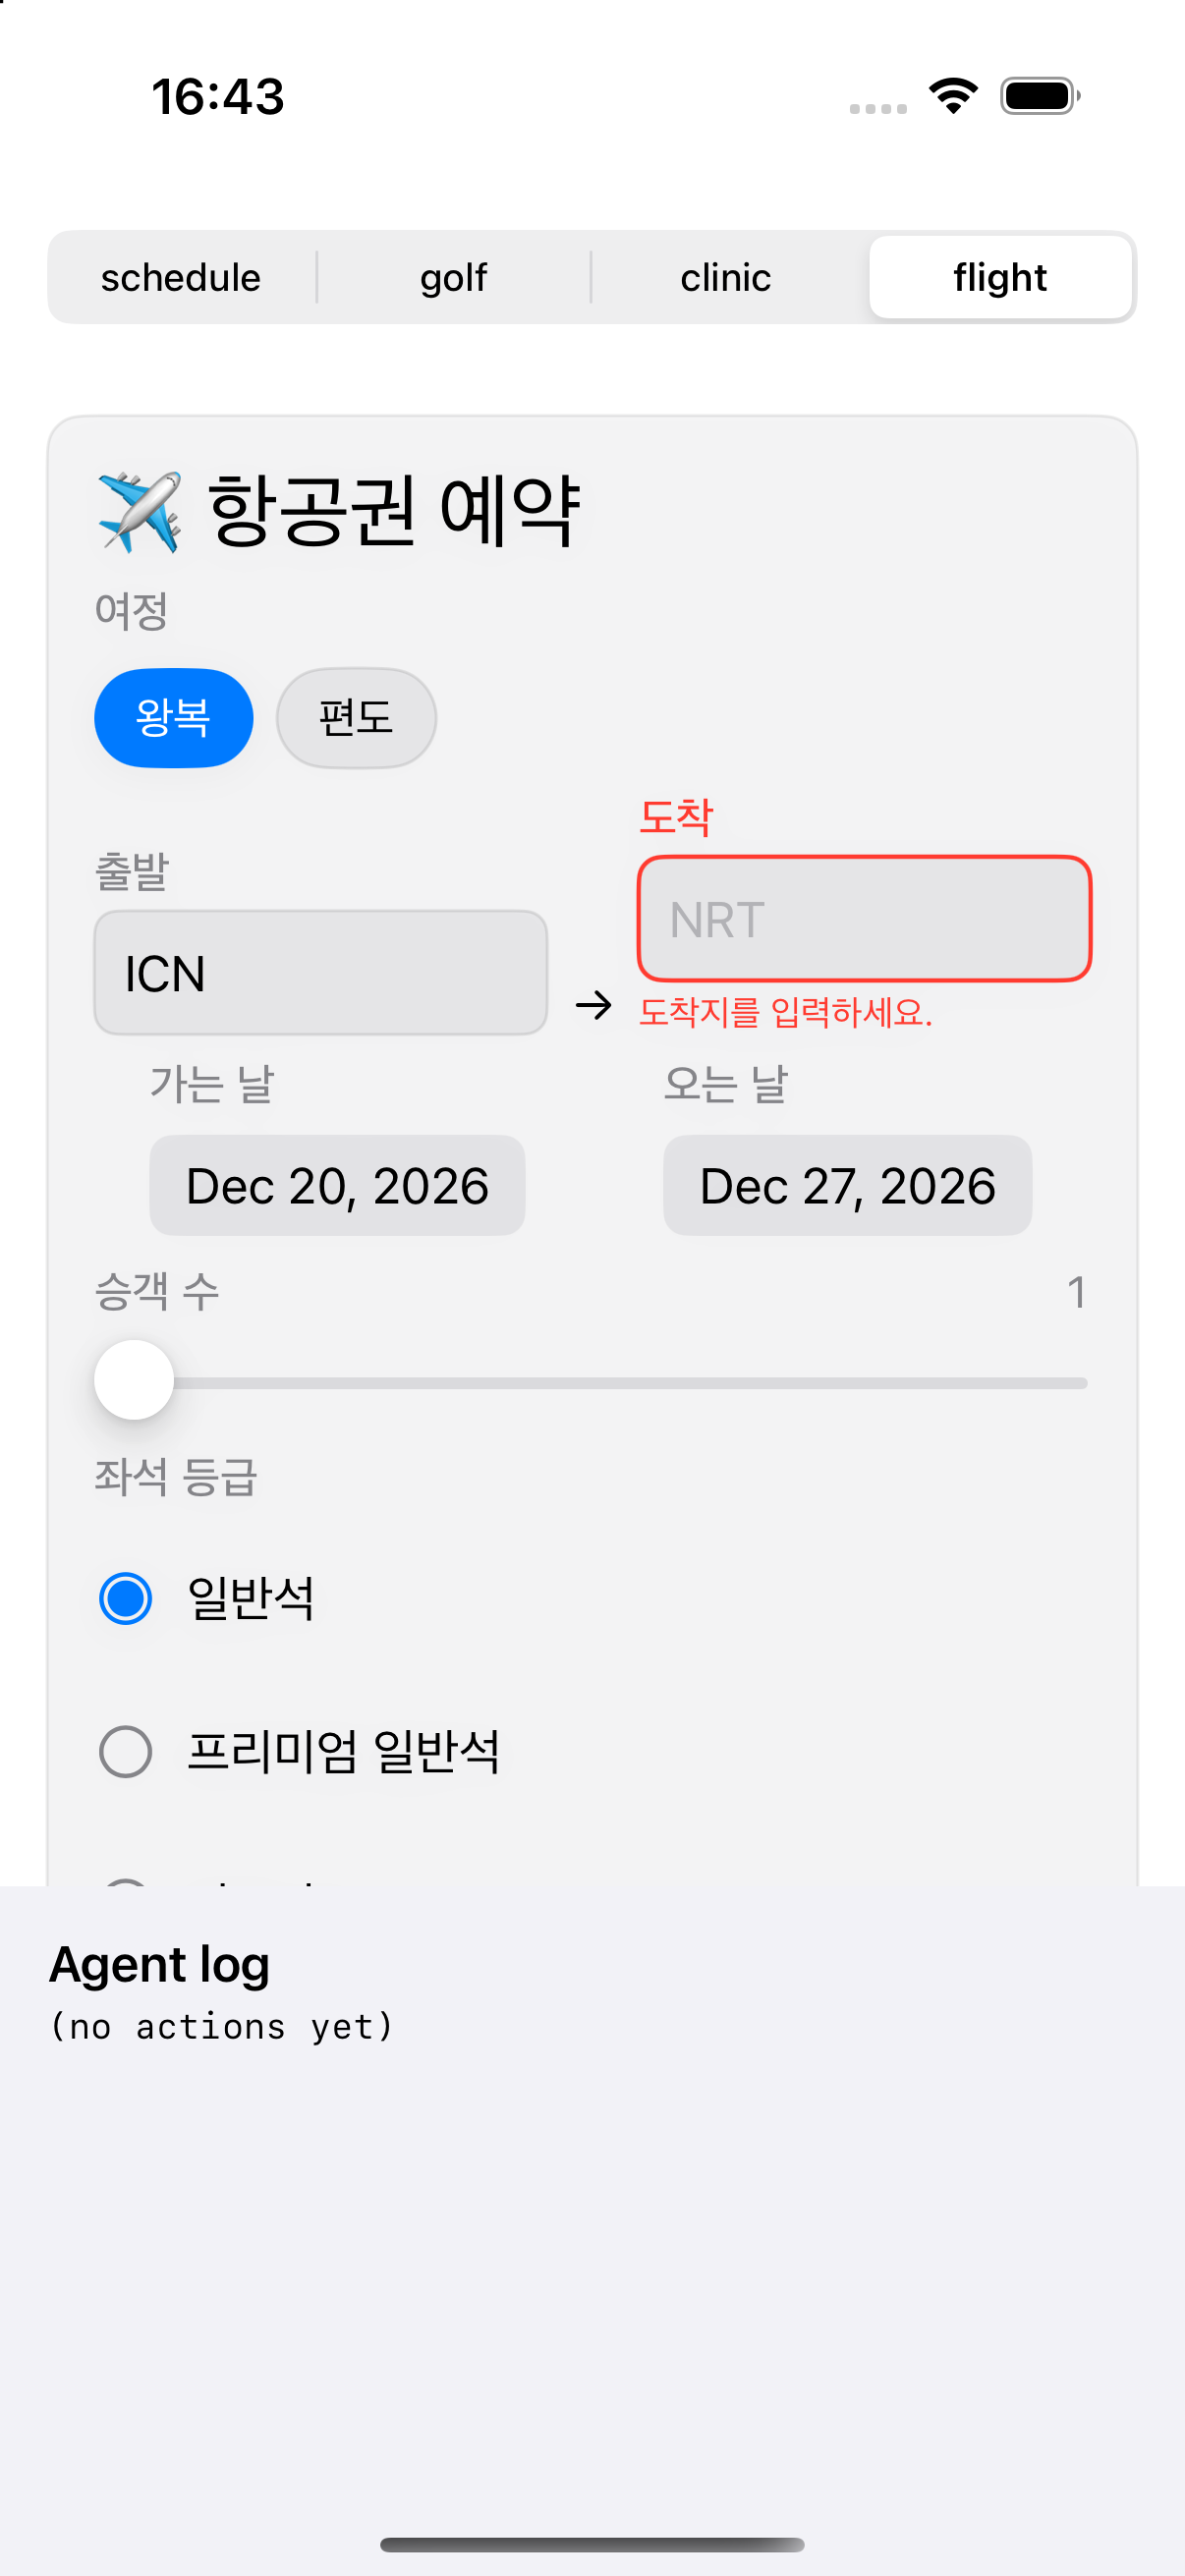 16:43
schedule golf clinic flight
✈️ 항공권 예약
여정
왕복 편도
출발
ICN
→
도착
NRT
도착지를 입력하세요.
가는 날
Dec 20, 2026
오는 날
Dec 27, 2026
승객 수 1
좌석 등급
일반석
프리미엄 일반석
Agent log
(no actions yet)